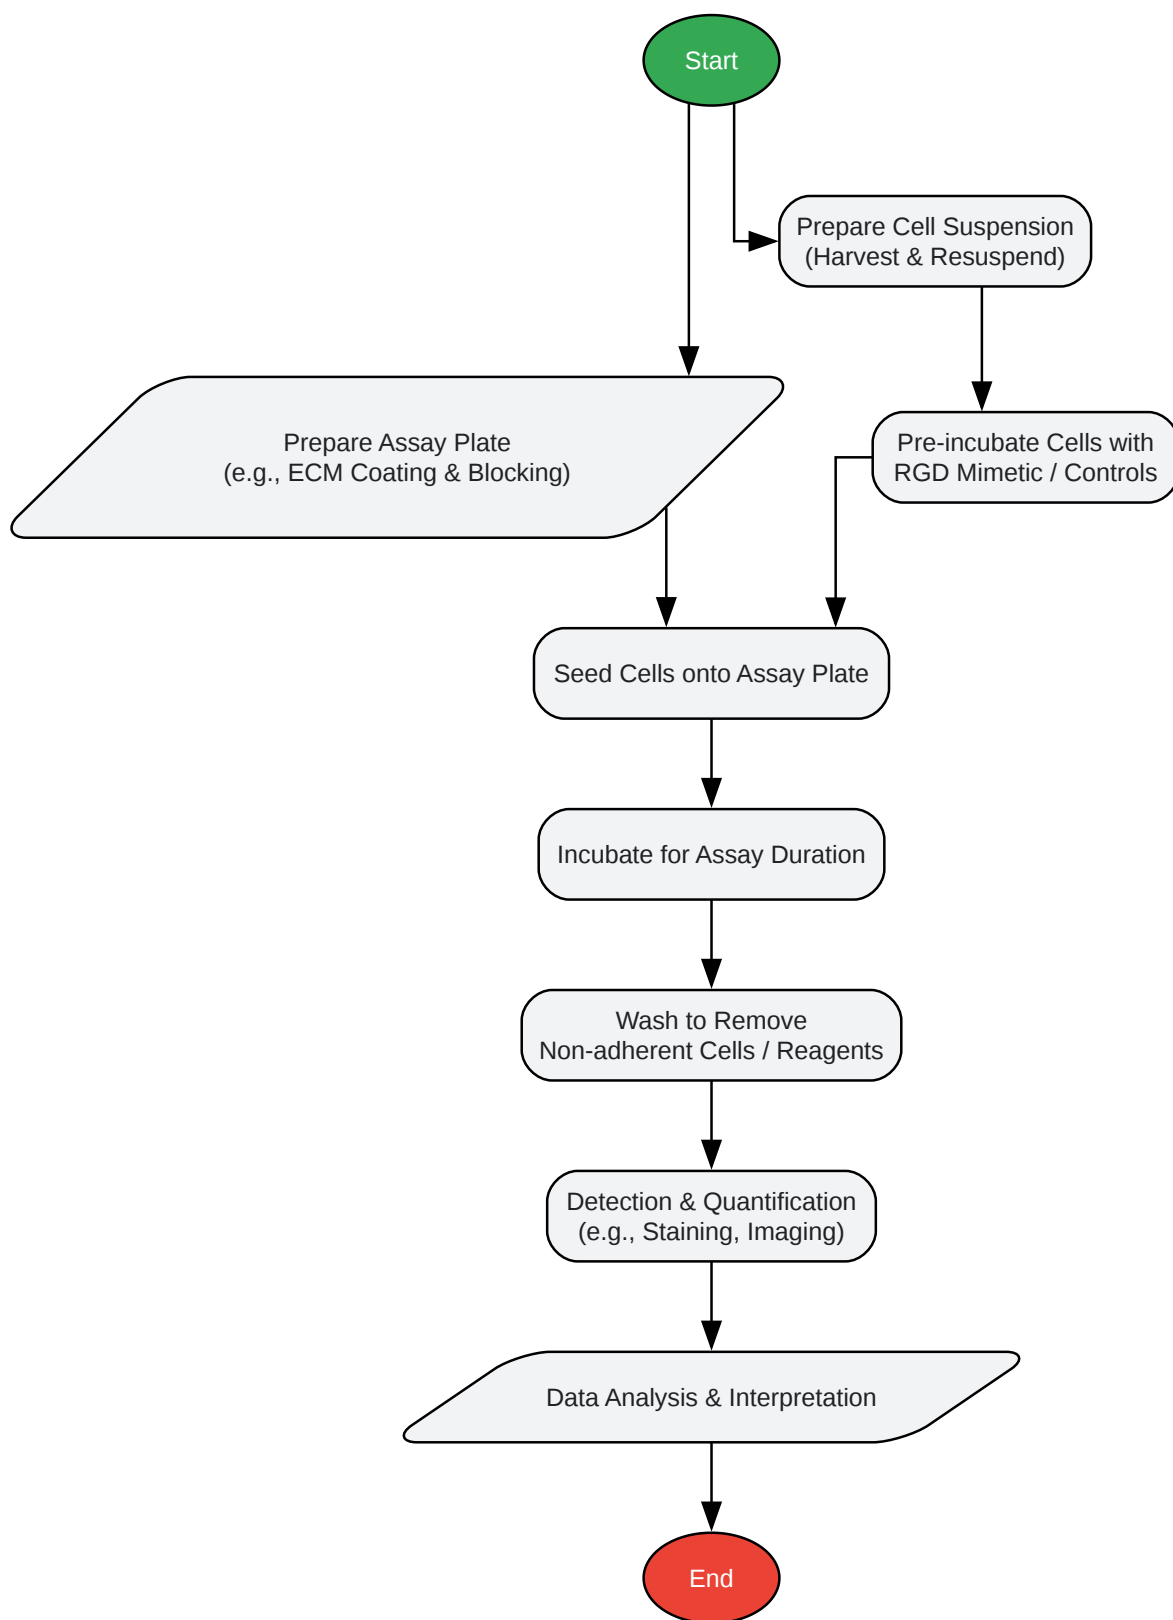 Start
Prepare Cell Suspension
(Harvest & Resuspend)
Prepare Assay Plate
(e.g., ECM Coating & Blocking)
Pre-incubate Cells with
RGD Mimetic / Controls
Seed Cells onto Assay Plate
Incubate for Assay Duration
Wash to Remove
Non-adherent Cells / Reagents
Detection & Quantification
(e.g., Staining, Imaging)
Data Analysis & Interpretation
End